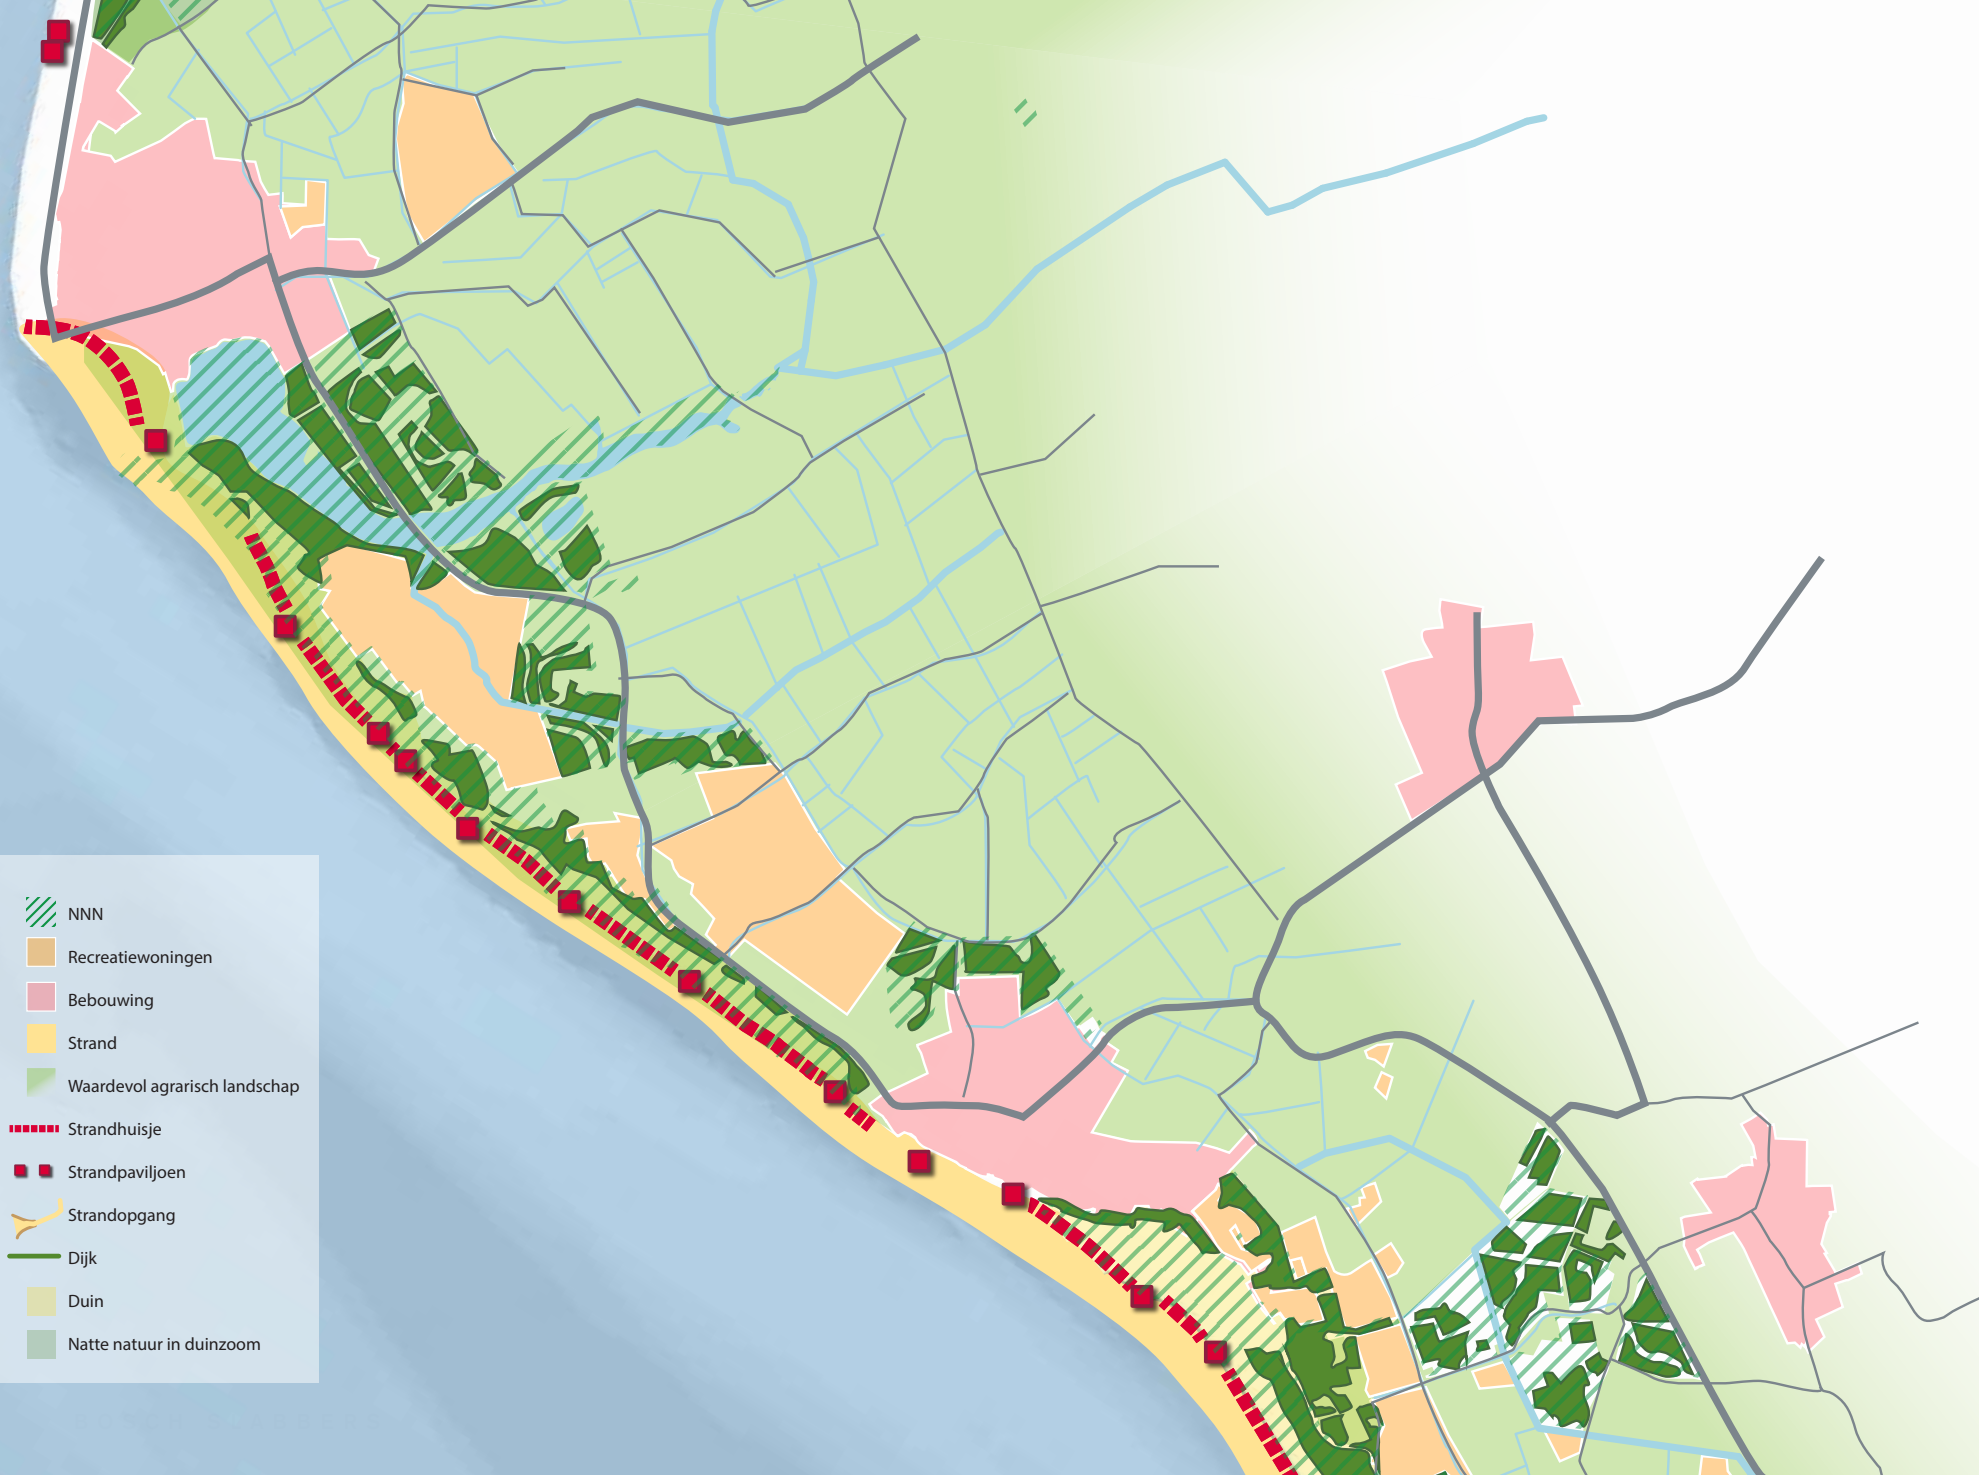 NNN
Recreatiewoningen
Bebouwing
Strand
Waardevol agrarisch landschap
Strandhuisje
Strandpaviljoen
Strandopgang
Dijk
Duin
Natte natuur in duinzoom